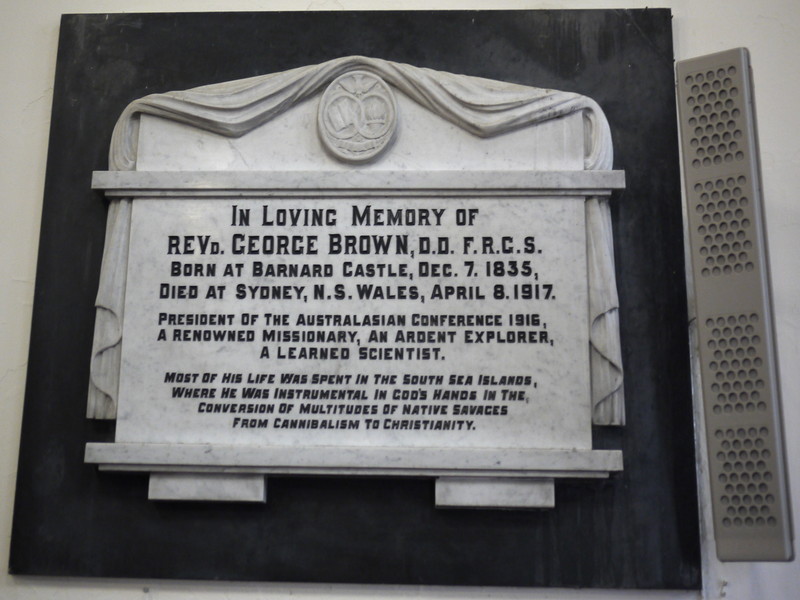 IN LOVING MEMORY OF
REVD. GEORGE BROWN, D.D. F.R.G.S.
BORN AT BARNARD CASTLE, DEC. 7. 1835,
DIED AT SYDNEY, N.S. WALES, APRIL 8. 1917.
PRESIDENT OF THE AUSTRALASIAN CONFERENCE 1916,
A RENOWNED MISSIONARY, AN ARDENT EXPLORER,
A LEARNED SCIENTIST.
MOST OF HIS LIFE WAS SPENT IN THE SOUTH SEA ISLANDS,
WHERE HE WAS INSTRUMENTAL IN GOD'S HANDS IN THE,
CONVERSION OF MULTITUDES OF NATIVE SAVAGES
FROM CANNIBALISM TO CHRISTIANITY.